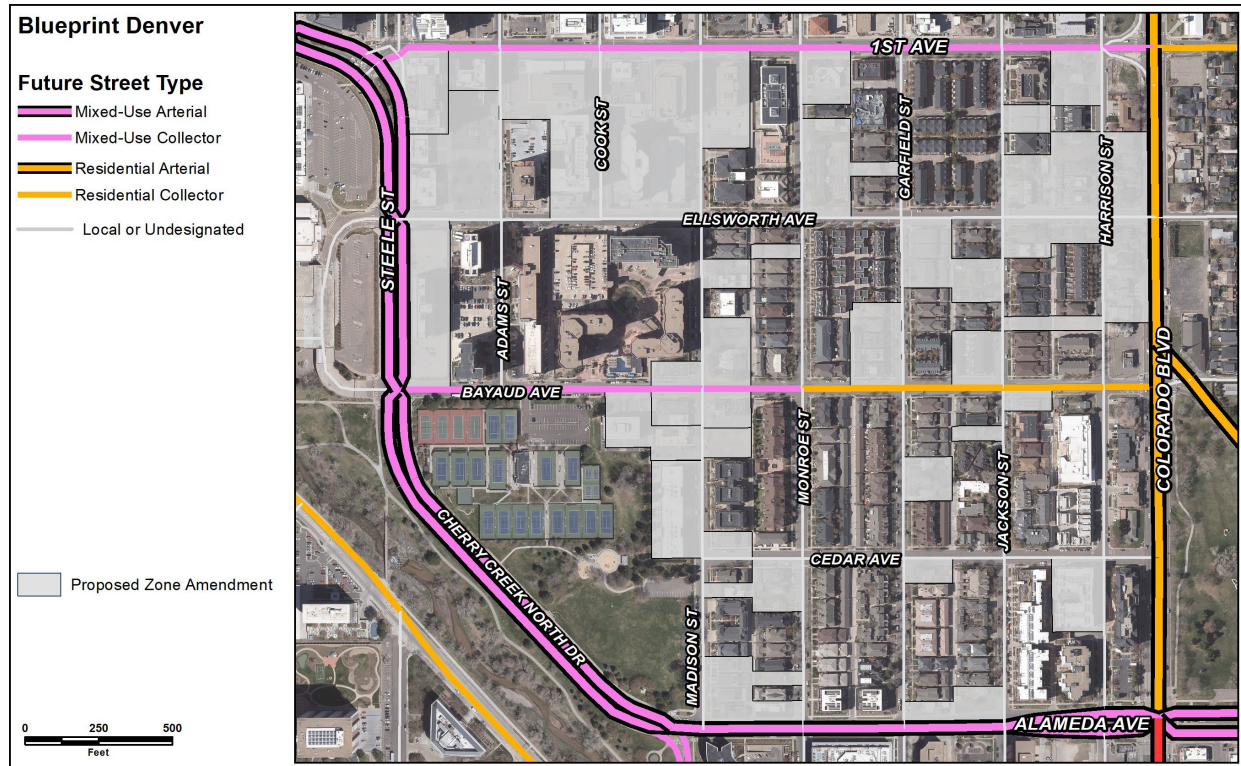 Blueprint Denver
Future Street Type
Mixed-Use Arterial
Mixed-Use Collector
Residential Arterial
Residential Collector
Local or Undesignated
Proposed Zone Amendment
0 250 500
Feet
1ST AVE
COOK ST
GARFIELD ST
HARRISON ST
STEELE ST
ELLSWORTH AVE
ADAMS ST
COLORADO BLVD
BAYAUD AVE
MONROE ST
JACKSON ST
CHERRY CREEK NORTH DR
CEDAR AVE
MADISON ST
ALAMEDA AVE